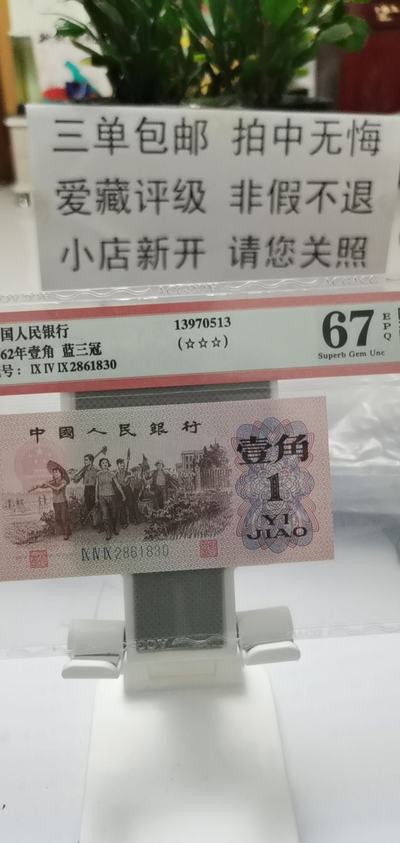 三单包邮 拍中无悔
爱藏评级 非假不退
小店新开 请您关照
国人民银行
62年壹角 蓝三冠
号: IX IV IX 2861830
13970513
(☆☆☆)
67
EPQ
Superb Gem Unc
中國人民銀行
壹角
1
YI
JIAO
IX IV IX 2861830